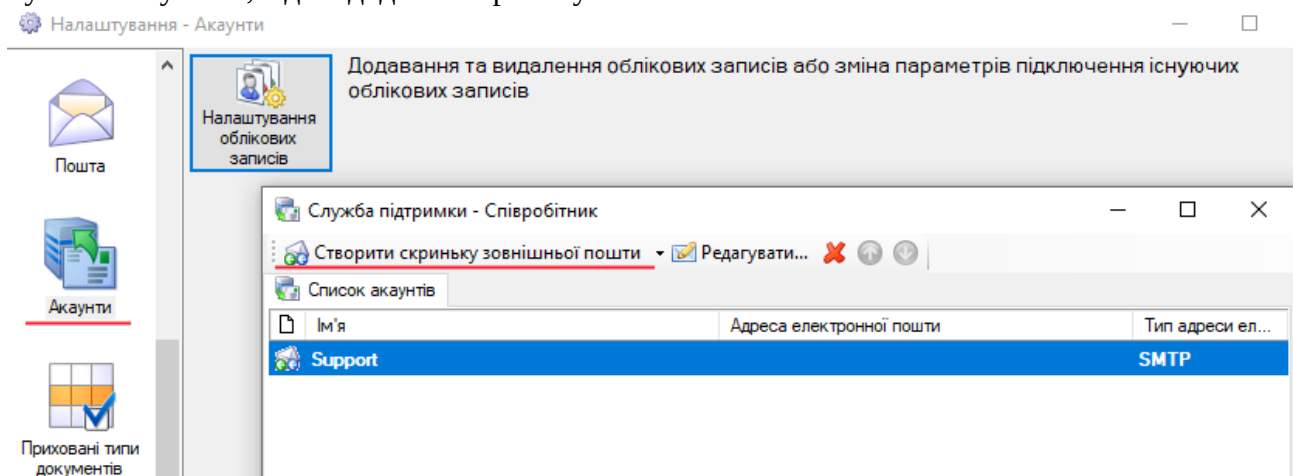 Налаштування - Акаунти
Пошта
Акаунти
Приховані типи
документів
Налаштування
облікових
записів
Додавання та видалення облікових записів або зміна параметрів підключення існуючих
облікових записів
Служба підтримки - Співробітник
Створити скриньку зовнішньої пошти Редагувати...
Список акаунтів
Ім'я Адреса електронної пошти Тип адреси ел...
Support SMTP